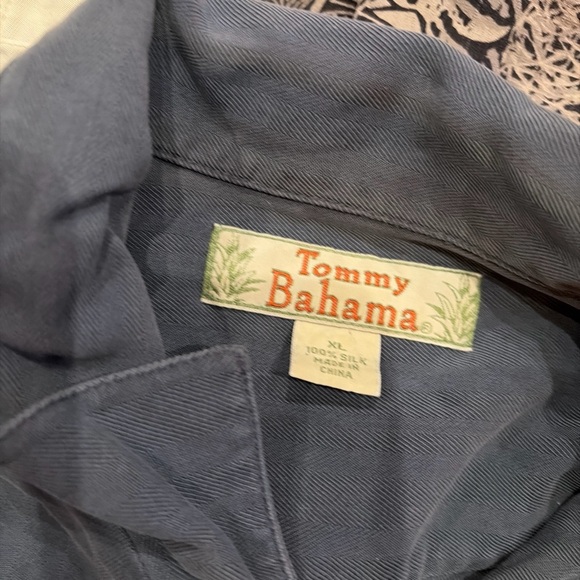 Tommy
Bahama®
XL
100% SILK
MADE IN
CHINA